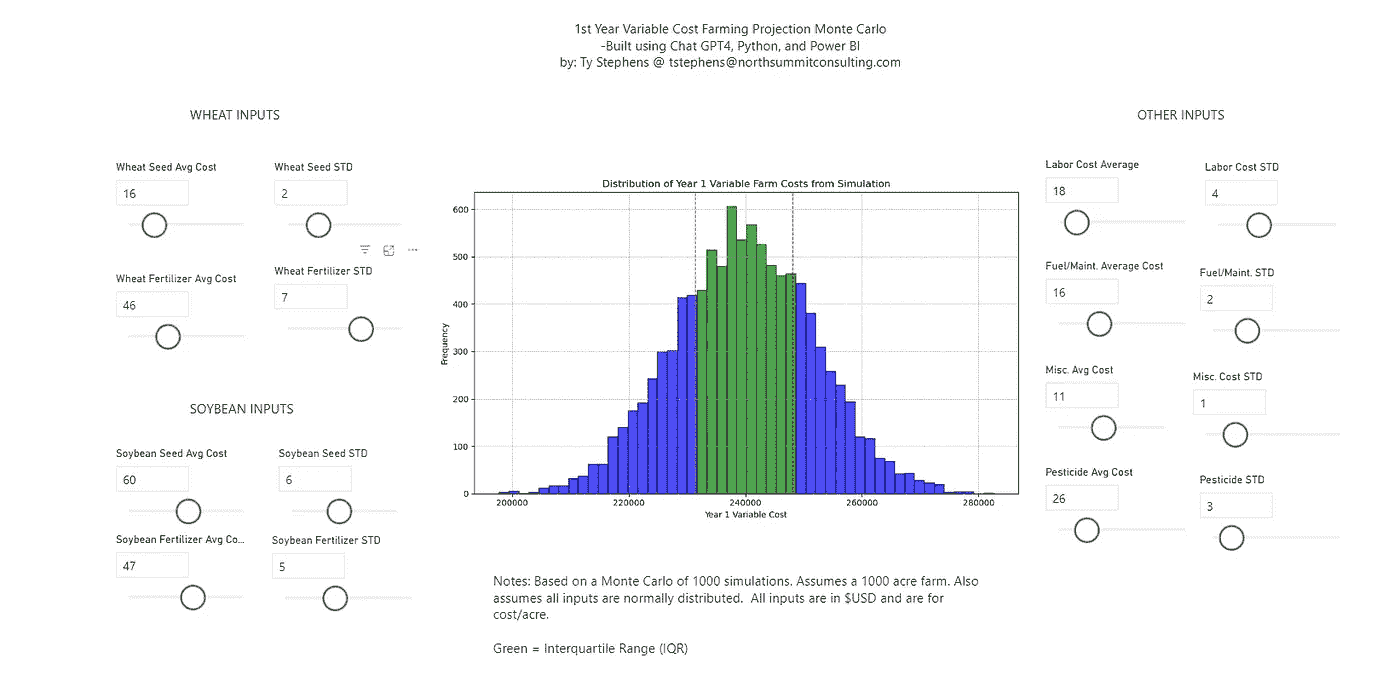 1st Year Variable Cost Farming Projection Monte Carlo
-Built using Chat GPT4, Python, and Power BI
by: Ty Stephens @ tstephens@northsummitconsulting.com
WHEAT INPUTS
Wheat Seed Avg Cost
16
Wheat Seed STD
2
Wheat Fertilizer Avg Cost
46
Wheat Fertilizer STD
7
SOYBEAN INPUTS
Soybean Seed Avg Cost
60
Soybean Seed STD
6
Soybean Fertilizer Avg Co...
47
Soybean Fertilizer STD
5
Distribution of Year 1 Variable Farm Costs from Simulation
Frequency
600
500
400
300
200
100
0
200000
220000
240000
260000
280000
Year 1 Variable Cost
Notes: Based on a Monte Carlo of 1000 simulations. Assumes a 1000 acre farm. Also
assumes all inputs are normally distributed. All inputs are in $USD and are for
cost/acre.
Green = Interquartile Range (IQR)
OTHER INPUTS
Labor Cost Average
18
Labor Cost STD
4
Fuel/Maint. Average Cost
16
Fuel/Maint. STD
2
Misc. Avg Cost
11
Misc. Cost STD
1
Pesticide Avg Cost
26
Pesticide STD
3